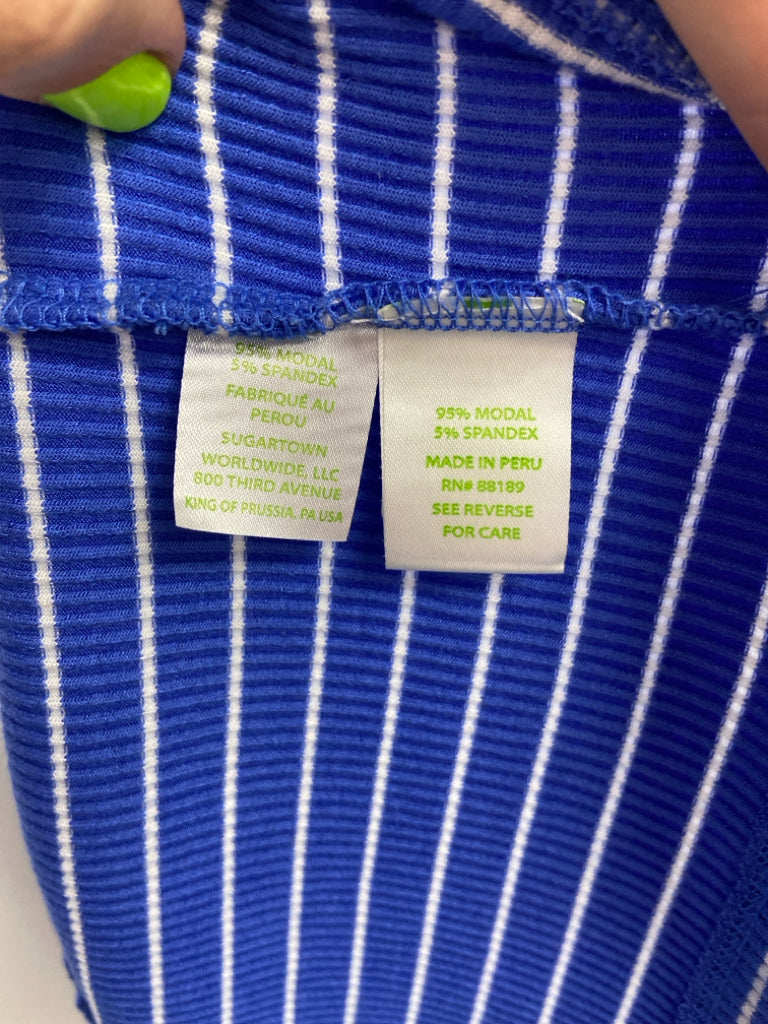 95% MODAL
5% SPANDEX
FABRIQUÉ AU
PEROU
SUGARTOWN
WORLDWIDE, LLC
800 THIRD AVENUE
KING OF PRUSSIA, PA USA
95% MODAL
5% SPANDEX
MADE IN PERU
RN# 88189
SEE REVERSE
FOR CARE